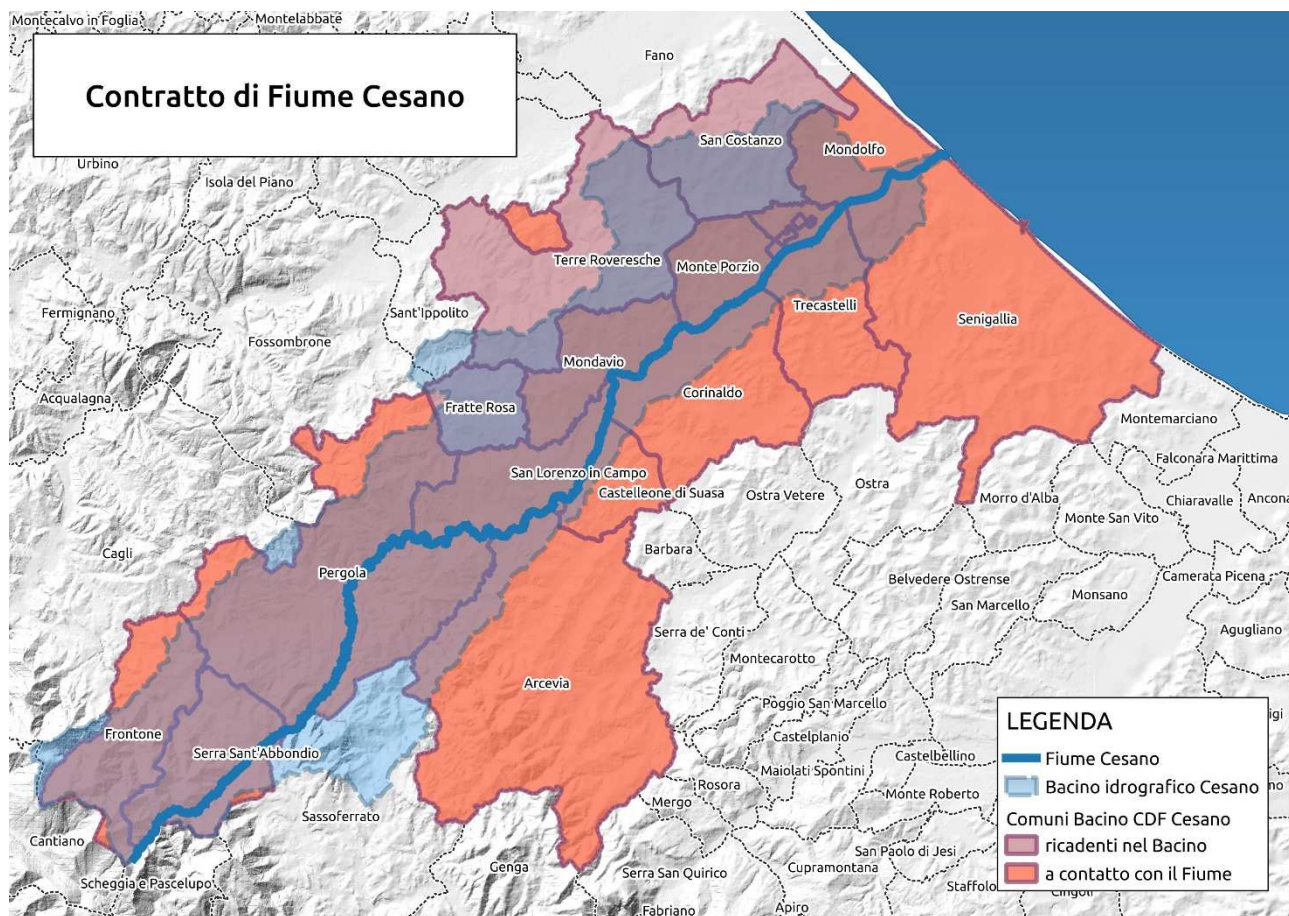 Montecalvo in Foglia
Montelabbate
Fano
Contratto di Fiume Cesano
Urbino
Isola del Piano
San Costanzo
Mondolfo
Terre Roveresche
Monte Porzio
Fermignano
Sant'Ippolito
Trecastelli
Senigallia
Fossombrone
Mondavio
Acqualagna
Corinaldo
Fratte Rosa
Montemarciano
San Lorenzo in Campo
Falconara Marittima
Castelleone di Suasa
Ostra Vetere
Ostra
Morro d'Alba
Chiaravalle
Ancona
Monte San Vito
Cagli
Barbara
Pergola
Belvedere Ostrense
Camerata Picena
San Marcello
Monsano
Serra de' Conti
Agugliano
Montecarotto
Arcevia
Poggio San Marcello
Frontone
Castelplanio
Serra Sant'Abbondio
Castelbellino
Maiolati Spontini
Rosora
Monte Roberto
Mergo
Sassoferrato
Cantiano
San Paolo di Jesi
Genga
Cupramontana
Serra San Quirico
Scheggia e Pascelupo
Staffolo
Fabriano
Apiro
LEGENDA
Fiume Cesano
Bacino idrografico Cesano
Comuni Bacino CDF Cesano
ricadenti nel Bacino
a contatto con il Fiume